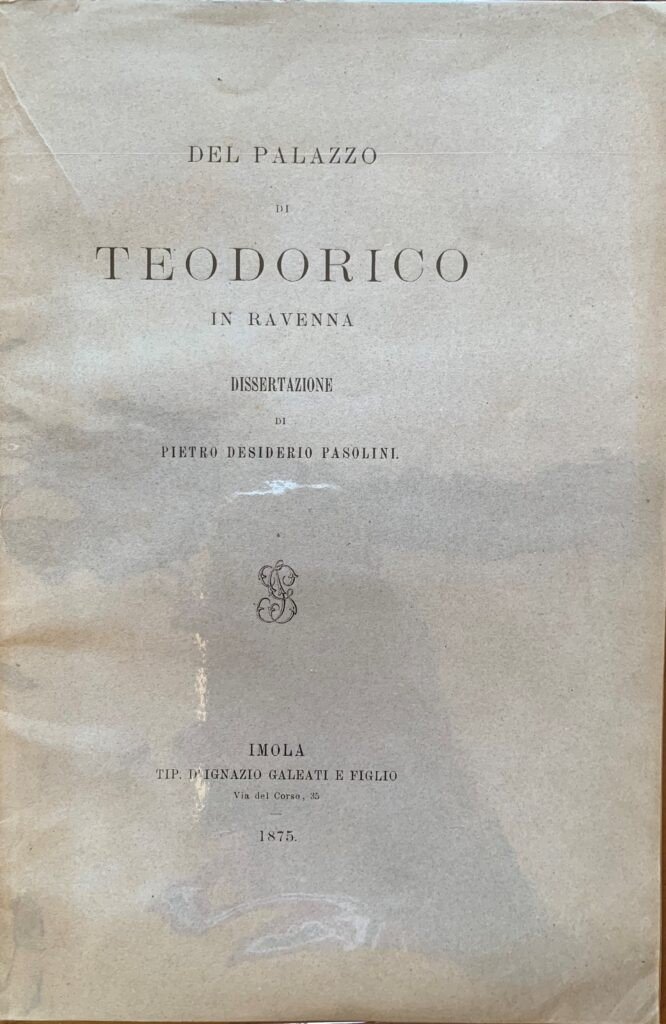 DEL PALAZZO
DI
TEODORICO
IN RAVENNA
DISSERTAZIONE
DI
PIETRO DESIDERIO PASOLINI.
IMOLA
TIP. D'IGNAZIO GALEATI E FIGLIO
Via del Corso, 35
1875.